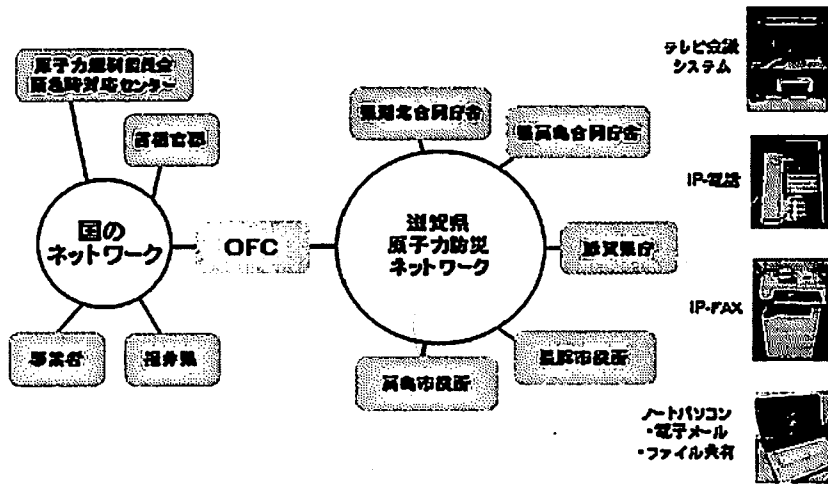 原子力規制委員会
緊急時対応センター
首相官邸
国の
ネットワーク
OFC
事業者
福井県
県湖北合同庁舎
県高島合同庁舎
滋賀県
原子力防災
ネットワーク
滋賀県庁
長浜市役所
高島市役所
テレビ会議
システム
IP-電話
IP-FAX
ノートパソコン
・電子メール
・ファイル共有